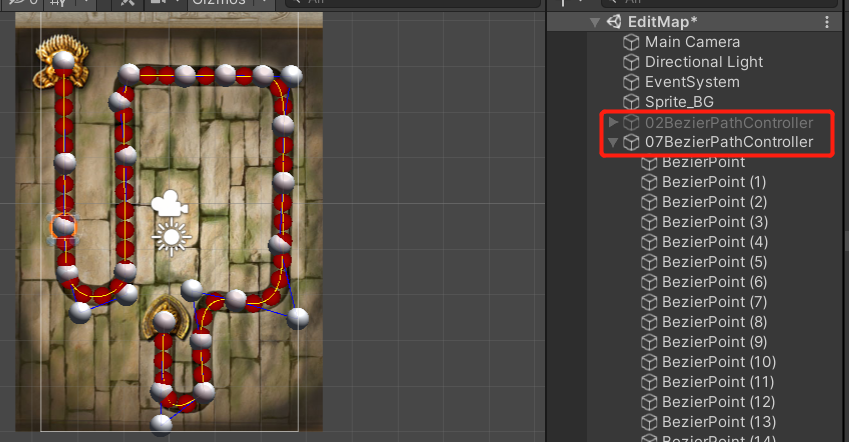 Gizmos
All
All
EditMap*
Main Camera
Directional Light
EventSystem
Sprite_BG
02BezierPathController
07BezierPathController
BezierPoint
BezierPoint (1)
BezierPoint (2)
BezierPoint (3)
BezierPoint (4)
BezierPoint (5)
BezierPoint (6)
BezierPoint (7)
BezierPoint (8)
BezierPoint (9)
BezierPoint (10)
BezierPoint (11)
BezierPoint (12)
BezierPoint (13)
BezierPoint (14)